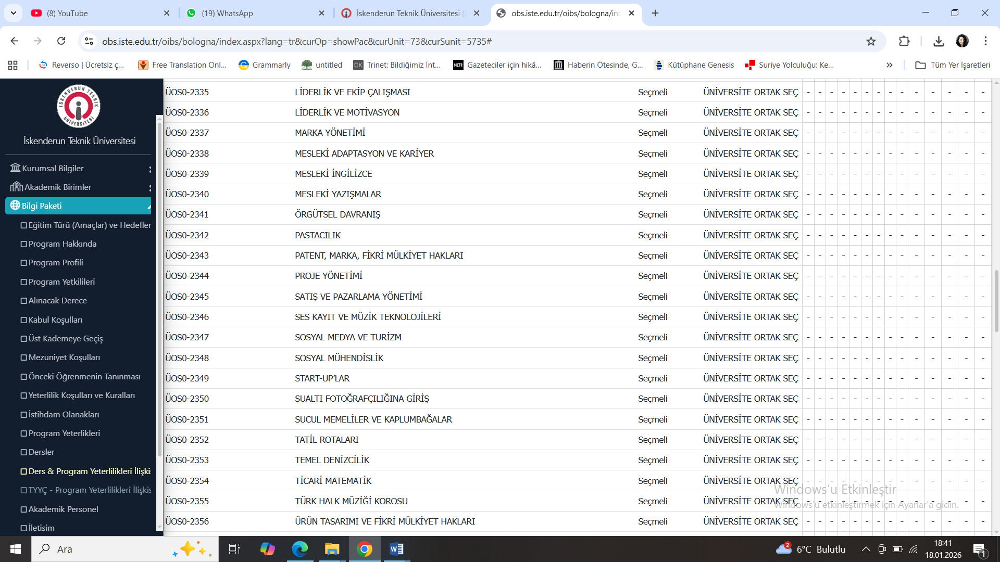 (8) YouTube
(19) WhatsApp
İskenderun Teknik Üniversitesi (
obs.iste.edu.tr/oibs/bologna/in
obs.iste.edu.tr/oibs/bologna/index.aspx?lang=tr&curOp=showPac&curUnit=73&curSunit=5735#
Reverso | Ücretsiz ç...
Free Translation Onl...
Grammarly
untitled
OK Trinet: Bildiğimiz İnt...
NLTR Gazeteciler için hikâ...
Haberin Ötesinde, G...
Kütüphane Genesis
Suriye Yolculuğu: Ke...
»
Tüm Yer İşaretleri
İSKENDERUN TEKNİK ÜNİVERSİTESİ
İskenderun Teknik Üniversitesi
Kurumsal Bilgiler
Akademik Birimler
Bilgi Paketi
Eğitim Türü (Amaçlar) ve Hedefler
Program Hakkında
Program Profili
Program Yetkilileri
Alınacak Derece
Kabul Koşulları
Üst Kademeye Geçiş
Mezuniyet Koşulları
Önceki Öğrenmenin Tanınması
Yeterlilik Koşulları ve Kuralları
İstihdam Olanakları
Program Yeterlikleri
Dersler
Ders & Program Yeterlilikleri İlişkis
TYYÇ - Program Yeterlilikleri İlişkis
Akademik Personel
İletisim
ÜOS0-2335 LİDERLİK VE EKİP ÇALIŞMASI Seçmeli ÜNİVERSİTE ORTAK SEÇ - - - - - - - - - - - - - -
ÜOS0-2336 LİDERLİK VE MOTİVASYON Seçmeli ÜNİVERSİTE ORTAK SEÇ - - - - - - - - - - - - - -
ÜOS0-2337 MARKA YÖNETİMİ Seçmeli ÜNİVERSİTE ORTAK SEÇ - - - - - - - - - - - - - -
ÜOS0-2338 MESLEKİ ADAPTASYON VE KARİYER Seçmeli ÜNİVERSİTE ORTAK SEÇ - - - - - - - - - - - - - -
ÜOS0-2339 MESLEKİ İNGİLİZCE Seçmeli ÜNİVERSİTE ORTAK SEÇ - - - - - - - - - - - - - -
ÜOS0-2340 MESLEKİ YAZIŞMALAR Seçmeli ÜNİVERSİTE ORTAK SEÇ - - - - - - - - - - - - - -
ÜOS0-2341 ÖRGÜTSEL DAVRANIŞ Seçmeli ÜNİVERSİTE ORTAK SEÇ - - - - - - - - - - - - - -
ÜOS0-2342 PASTACILIK Seçmeli ÜNİVERSİTE ORTAK SEÇ - - - - - - - - - - - - - -
ÜOS0-2343 PATENT, MARKA, FİKRİ MÜLKİYET HAKLARI Seçmeli ÜNİVERSİTE ORTAK SEÇ - - - - - - - - - - - - - -
ÜOS0-2344 PROJE YÖNETİMİ Seçmeli ÜNİVERSİTE ORTAK SEÇ - - - - - - - - - - - - - -
ÜOS0-2345 SATIŞ VE PAZARLAMA YÖNETİMİ Seçmeli ÜNİVERSİTE ORTAK SEÇ - - - - - - - - - - - - - -
ÜOS0-2346 SES KAYIT VE MÜZİK TEKNOLOJİLERİ Seçmeli ÜNİVERSİTE ORTAK SEÇ - - - - - - - - - - - - - -
ÜOS0-2347 SOSYAL MEDYA VE TURİZM Seçmeli ÜNİVERSİTE ORTAK SEÇ - - - - - - - - - - - - - -
ÜOS0-2348 SOSYAL MÜHENDİSLİK Seçmeli ÜNİVERSİTE ORTAK SEÇ - - - - - - - - - - - - - -
ÜOS0-2349 START-UP’LAR Seçmeli ÜNİVERSİTE ORTAK SEÇ - - - - - - - - - - - - - -
ÜOS0-2350 SUALTI FOTOĞRAFÇILIĞINA GİRİŞ Seçmeli ÜNİVERSİTE ORTAK SEÇ - - - - - - - - - - - - - -
ÜOS0-2351 SUCUL MEMELİLER VE KAPLUMBAĞALAR Seçmeli ÜNİVERSİTE ORTAK SEÇ - - - - - - - - - - - - - -
ÜOS0-2352 TATİL ROTALARI Seçmeli ÜNİVERSİTE ORTAK SEÇ - - - - - - - - - - - - - -
ÜOS0-2353 TEMEL DENİZCİLİK Seçmeli ÜNİVERSİTE ORTAK SEÇ - - - - - - - - - - - - - -
ÜOS0-2354 TİCARİ MATEMATİK Seçmeli ÜNİVERSİTE ORTAK SEÇ - - - - - - - - - - - - - -
ÜOS0-2355 TÜRK HALK MÜZİĞİ KOROSU Seçmeli ÜNİVERSİTE ORTAK SEÇ - - - - - - - - - - - - - -
ÜOS0-2356 ÜRÜN TASARIMI VE FİKRİ MÜLKİYET HAKLARI Seçmeli ÜNİVERSİTE ORTAK SEÇ - - - - - - - - - - - - - -
Windows'u Etkinleştir
Windows'u etkinleştirmek için Ayarlar'a gidin.
Ara
2
6°C Bulutlu
18:41
18.01.2026
1